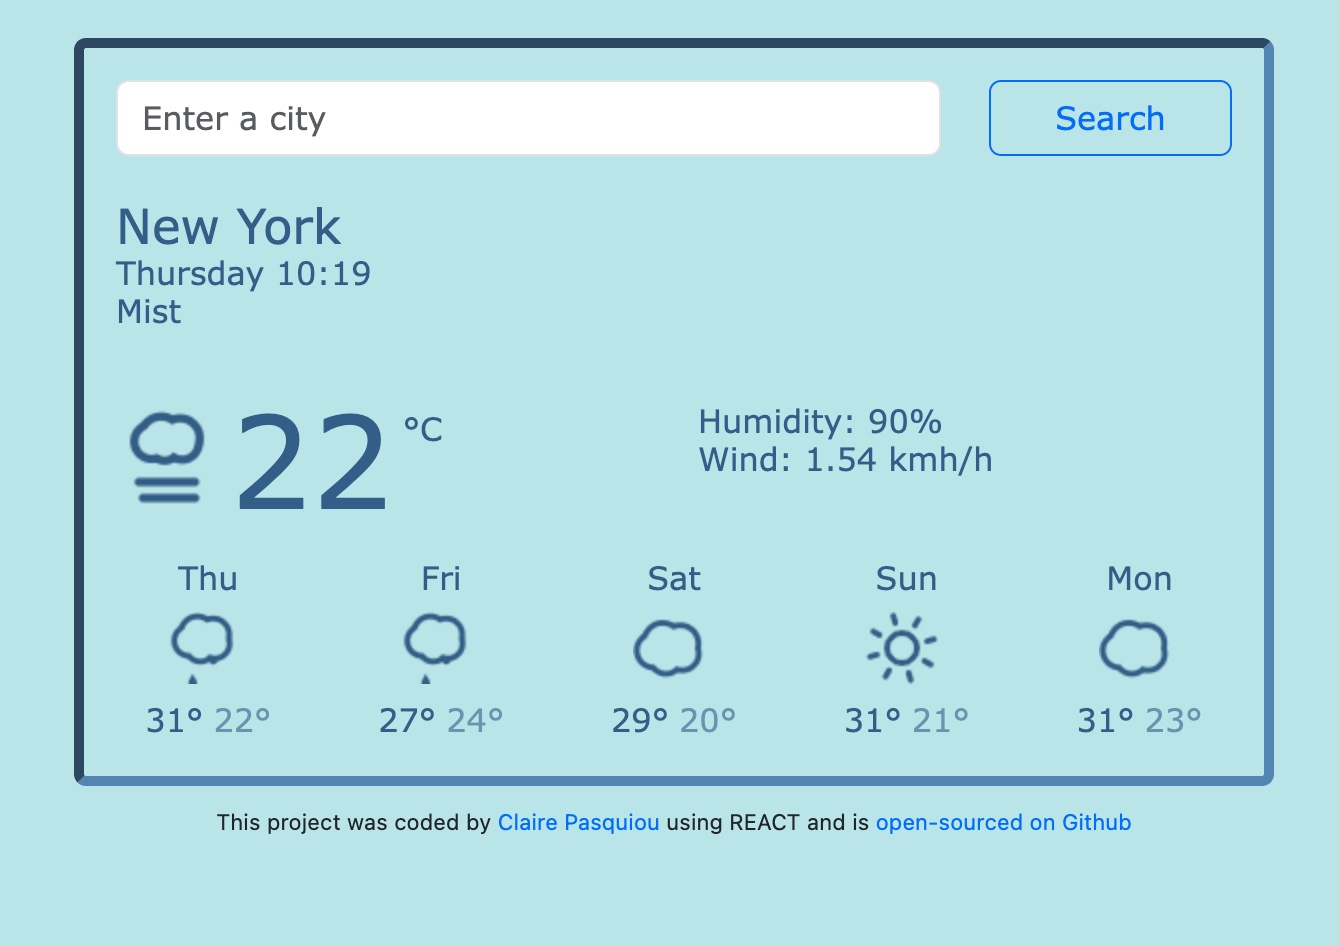 Enter a city
Search
New York
Thursday 10:19
Mist
22 °C
Humidity: 90%
Wind: 1.54 kmh/h
Thu Fri Sat Sun Mon
31° 22° 27° 24° 29° 20° 31° 21° 31° 23°
This project was coded by Claire Pasquiou using REACT and is open-sourced on Github